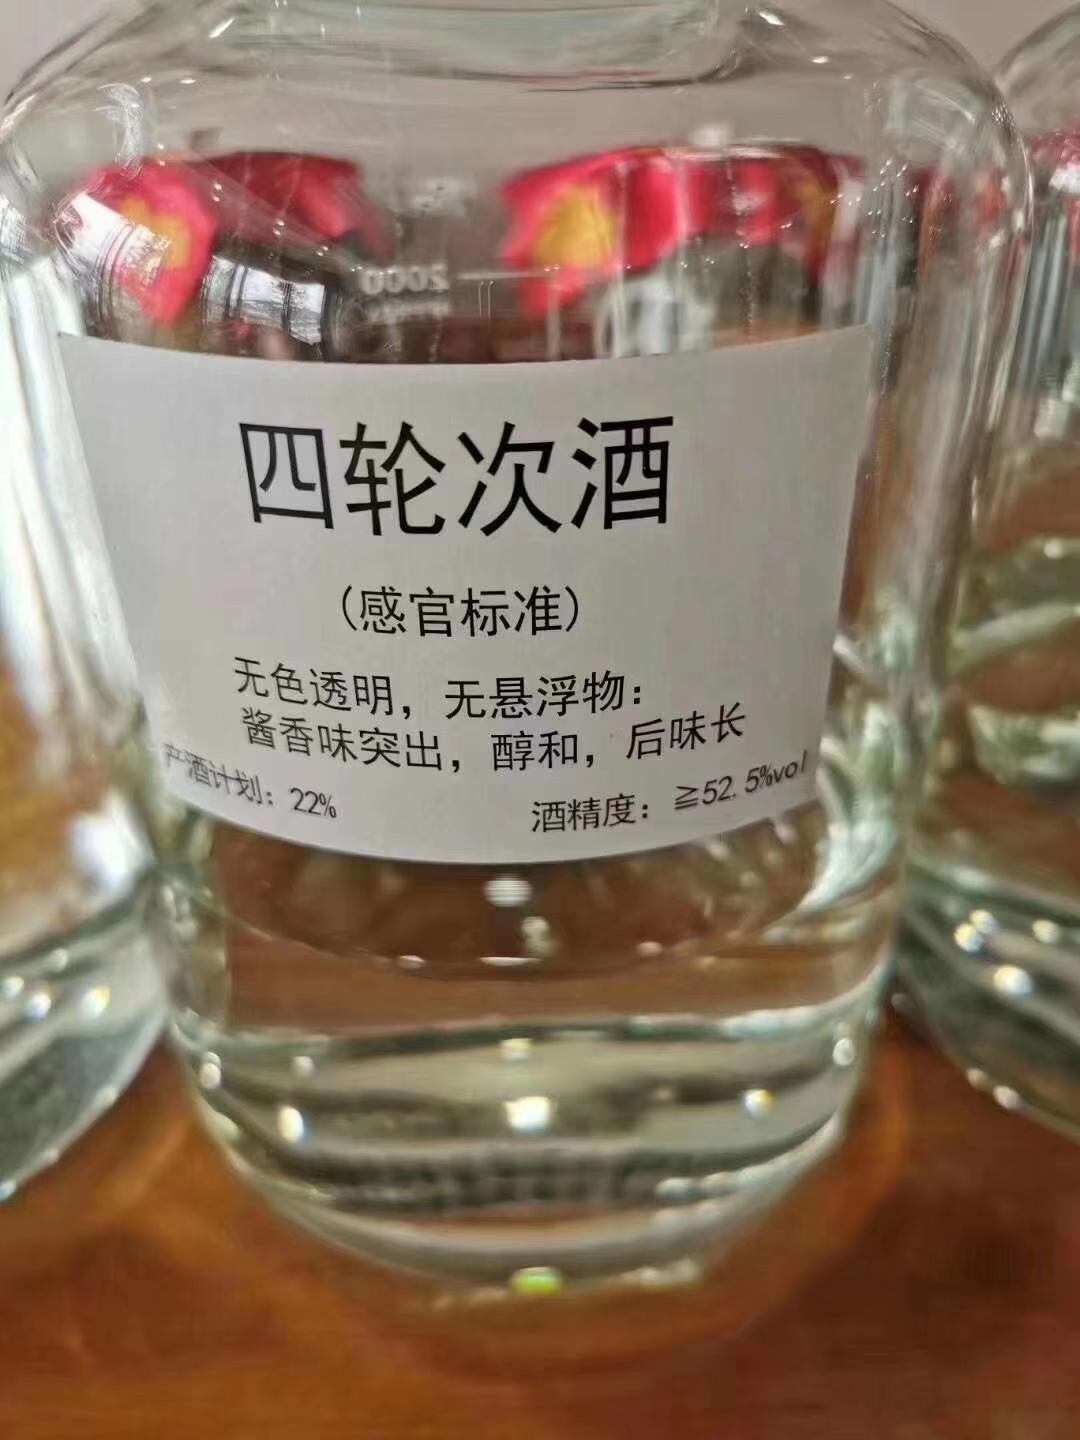 2000
四轮次酒
(感官标准)
无色透明，无悬浮物：
酱香味突出，醇和，后味长
产酒计划：22%
酒精度：≧52.5%vol